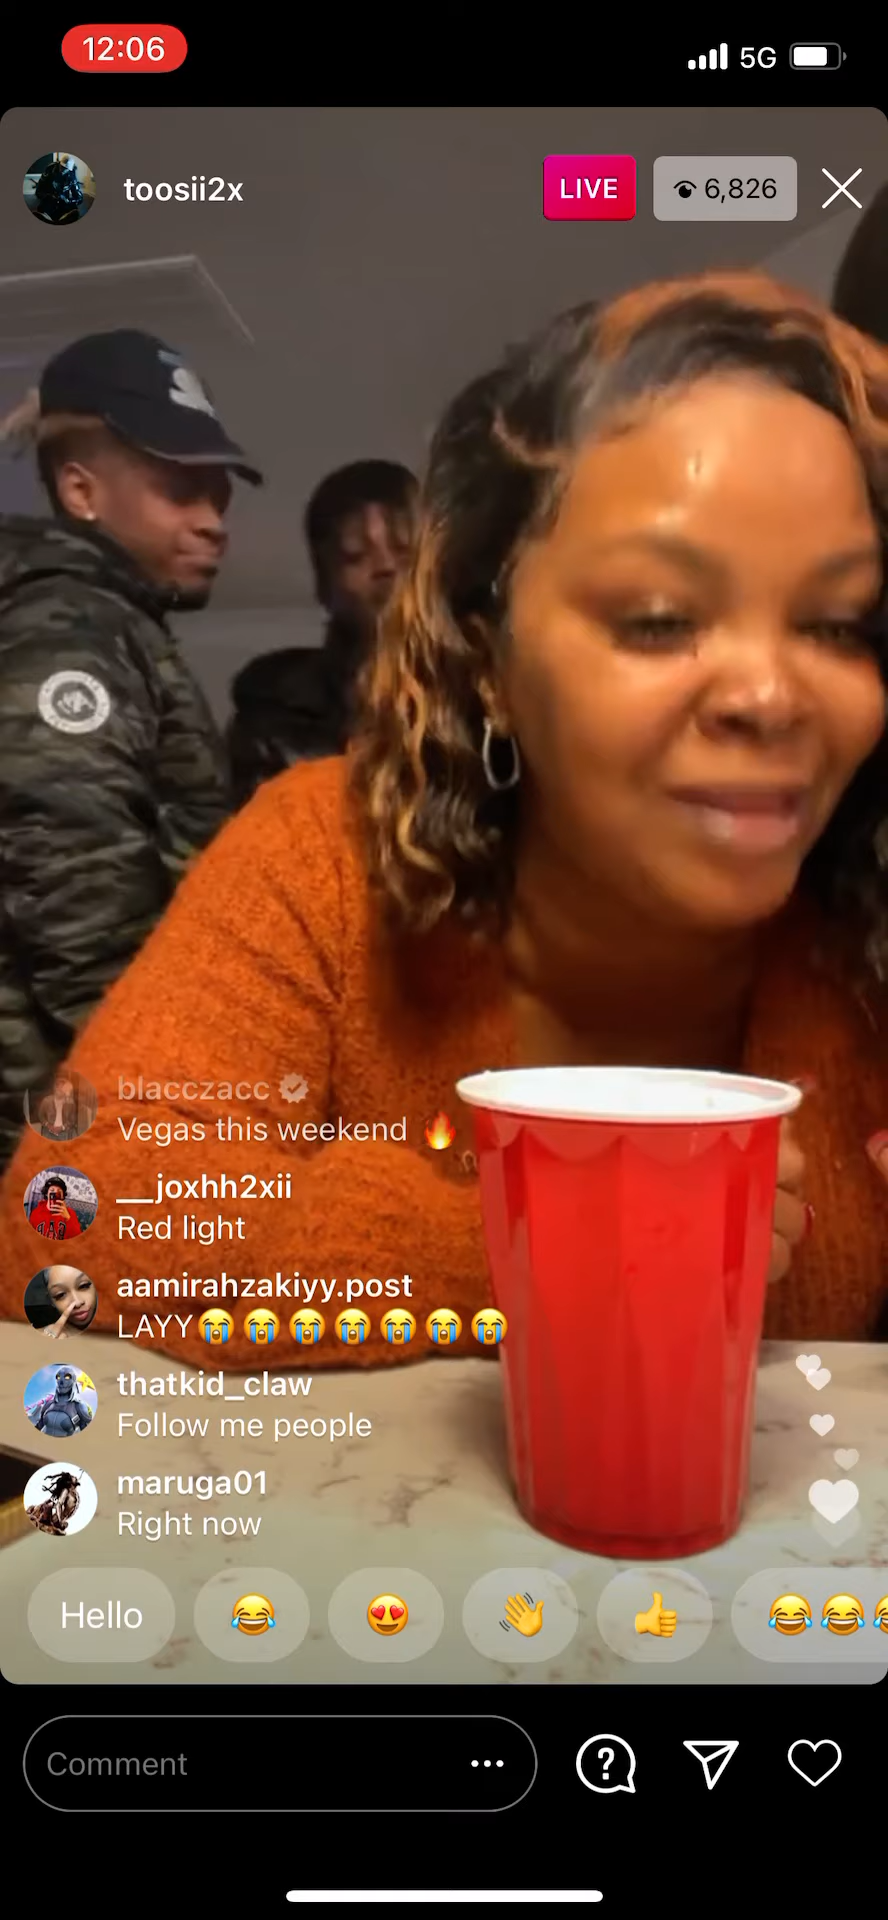 12:06
5G
toosii2x
LIVE
6,826
blacczacc
Vegas this weekend 🔥
__joxhh2xii
Red light
aamirahzakiyy.post
LAYY😭😭😭😭😭😭😭
thatkid_claw
Follow me people
maruga01
Right now
Hello
😂
😍
👋
👍
😂😂😂
Comment